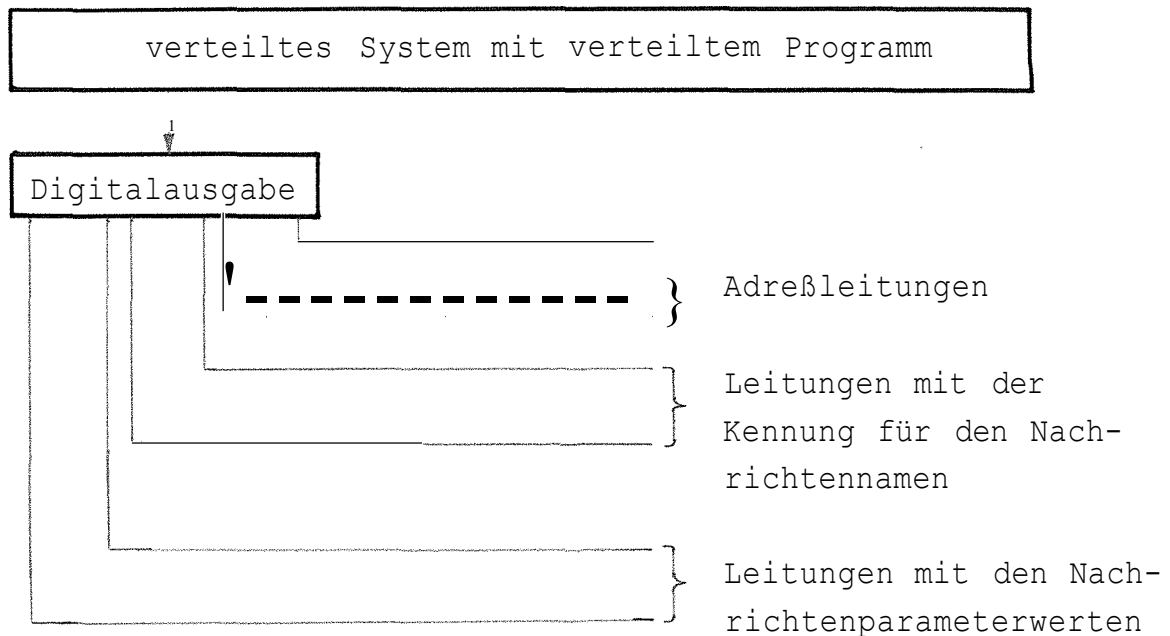 verteiltes System mit verteiltem Programm
Digitalausgabe
Adreßleitungen
Leitungen mit der
Kennung für den Nach-
richtennamen
Leitungen mit den Nach-
richtenparameterwerten